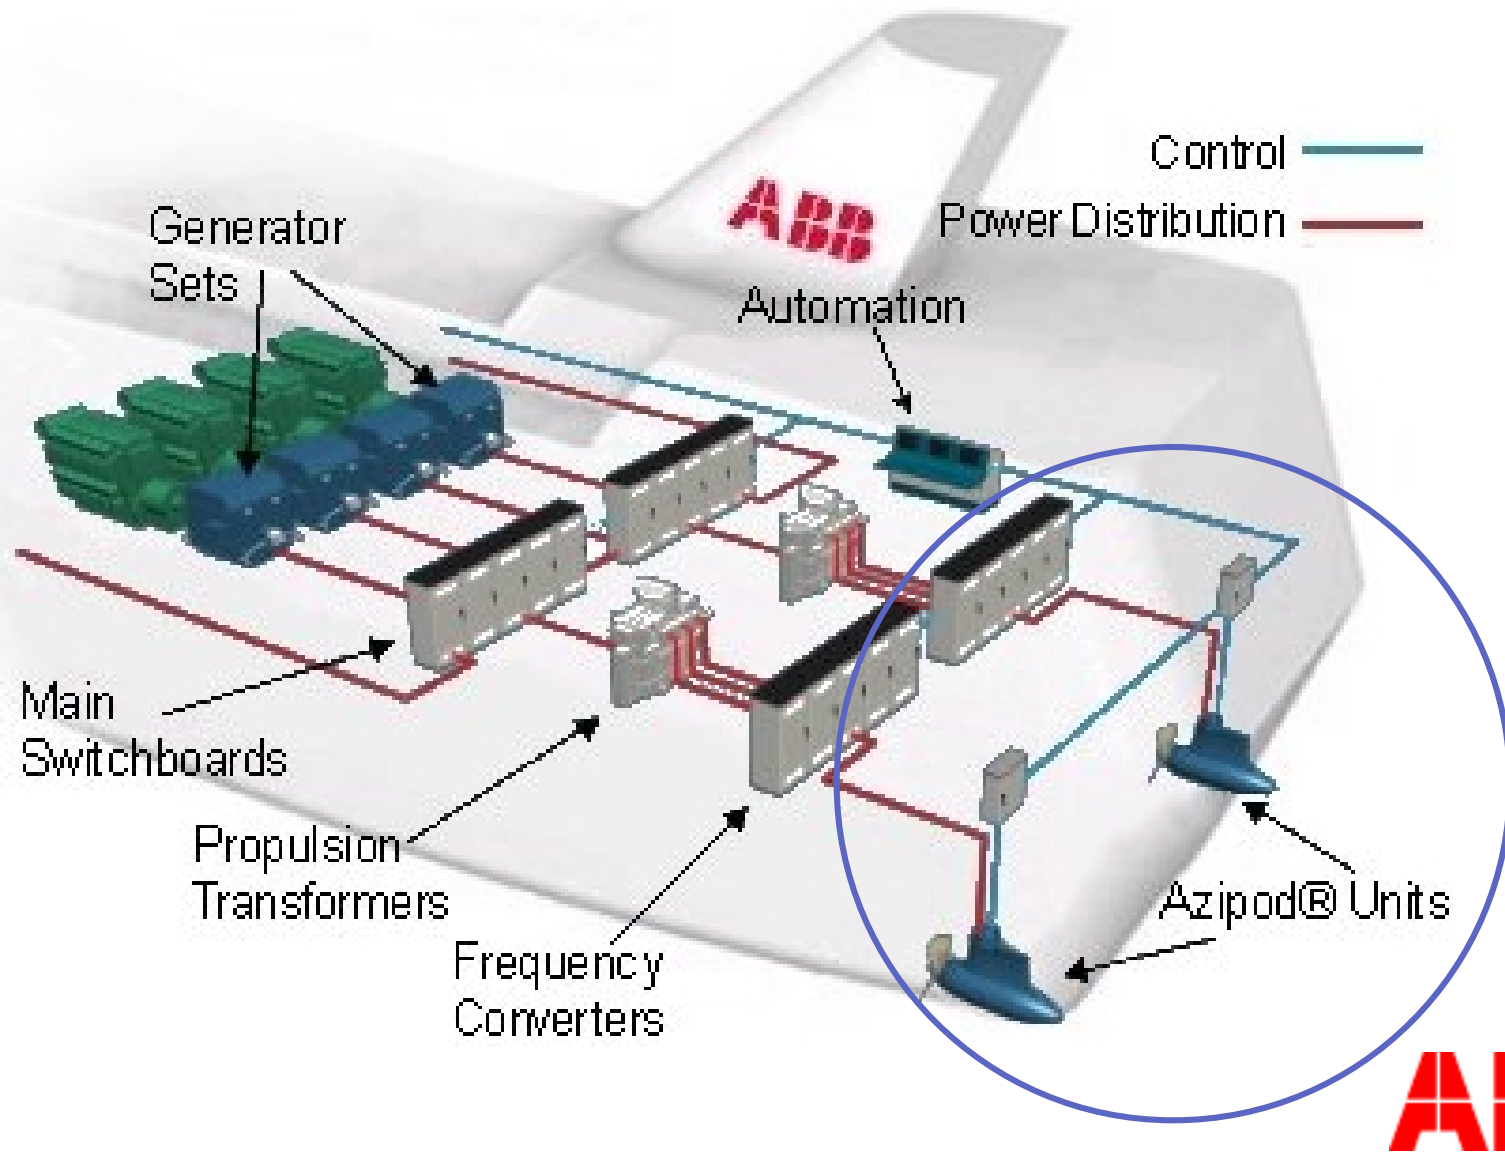 Control
Power Distribution
Generator
Sets
ABB
Automation
Main
Switchboards
Propulsion
Transformers
Frequency
Converters
Azipod® Units